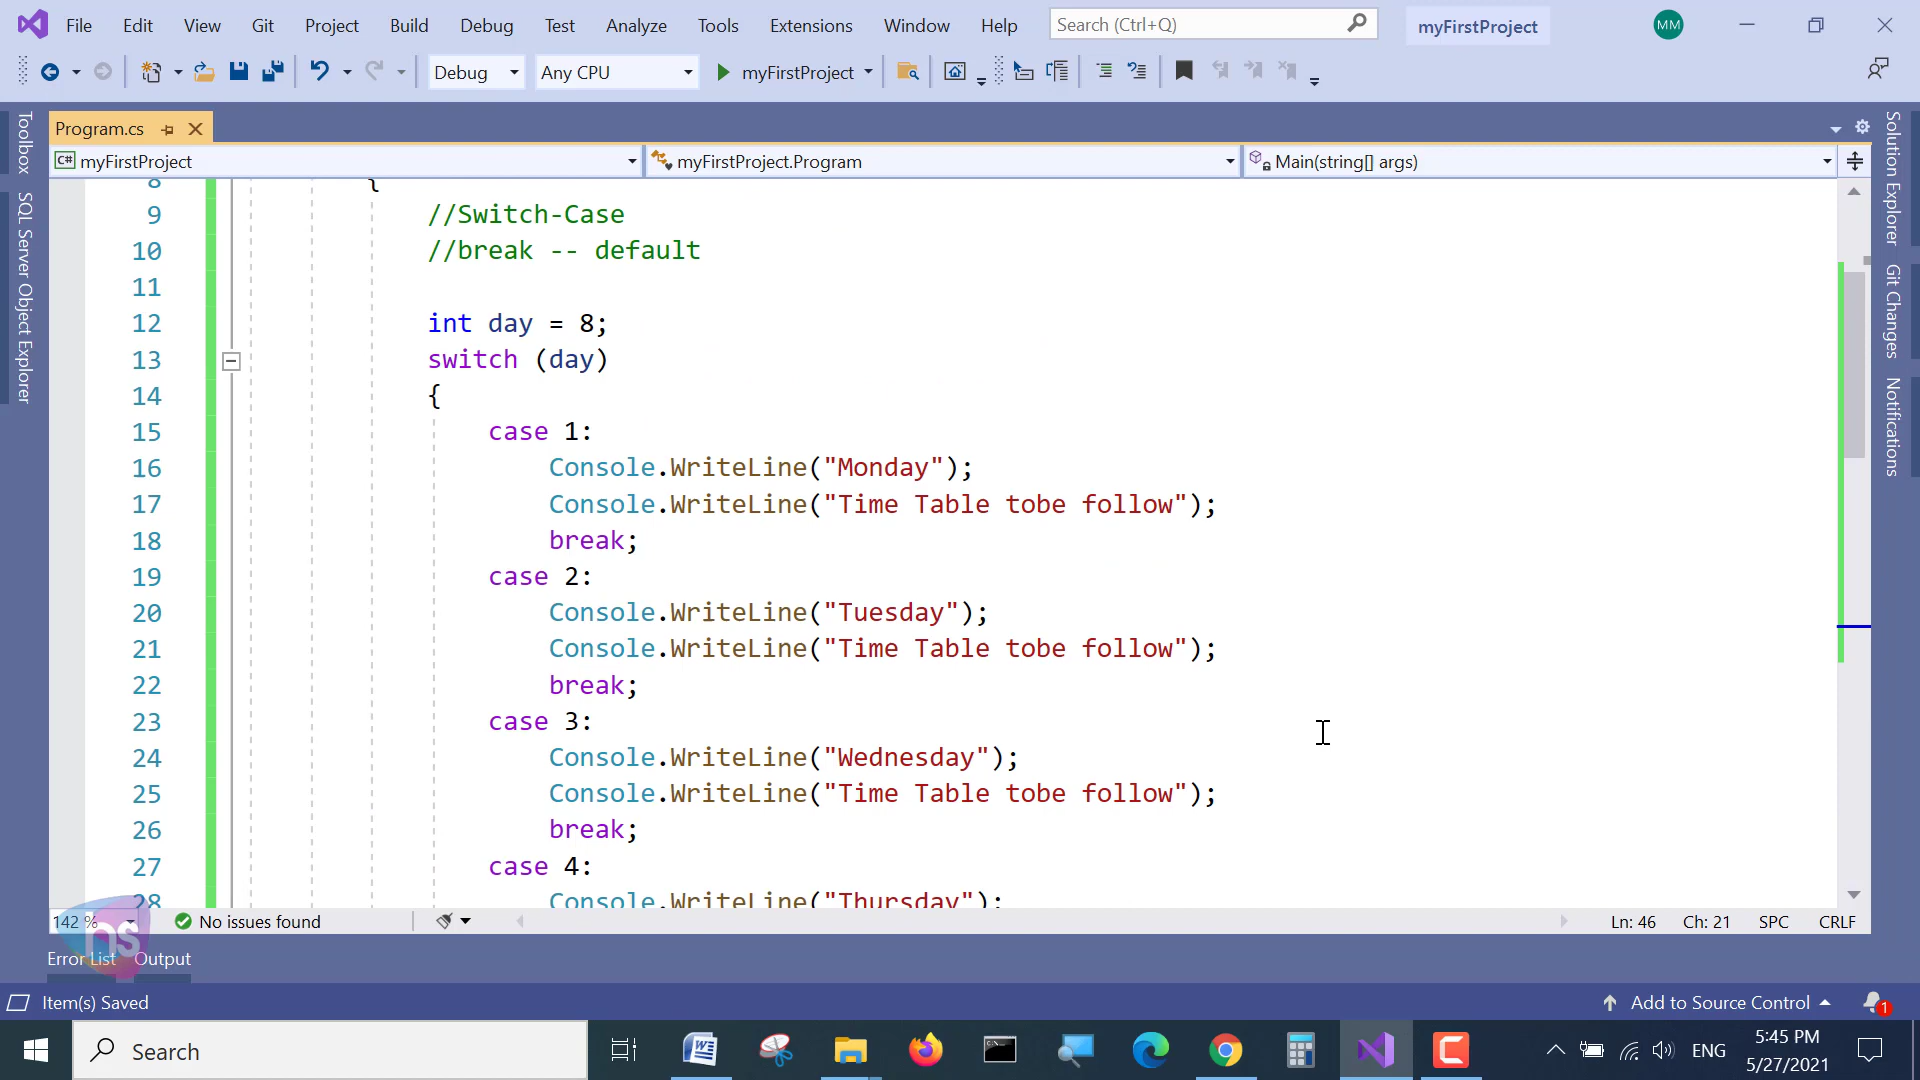 File Edit View Git Project Build Debug Test Analyze Tools Extensions Window Help Search (Ctrl+Q) myFirstProject MM
Debug Any CPU myFirstProject
Program.cs
myFirstProject myFirstProject.Program Main(string[] args)
Toolbox
SQL Server Object Explorer
Solution Explorer
Git Changes
Notifications
8 {
9 //Switch-Case
10 //break -- default
11
12 int day = 8;
13 switch (day)
14 {
15 case 1:
16 Console.WriteLine("Monday");
17 Console.WriteLine("Time Table tobe follow");
18 break;
19 case 2:
20 Console.WriteLine("Tuesday");
21 Console.WriteLine("Time Table tobe follow");
22 break;
23 case 3:
24 Console.WriteLine("Wednesday");
25 Console.WriteLine("Time Table tobe follow");
26 break;
27 case 4:
28 Console.WriteLine("Thursday");
142 % No issues found Ln: 46 Ch: 21 SPC CRLF
ns
Error List Output
Item(s) Saved Add to Source Control 1
Search ENG 5:45 PM
5/27/2021